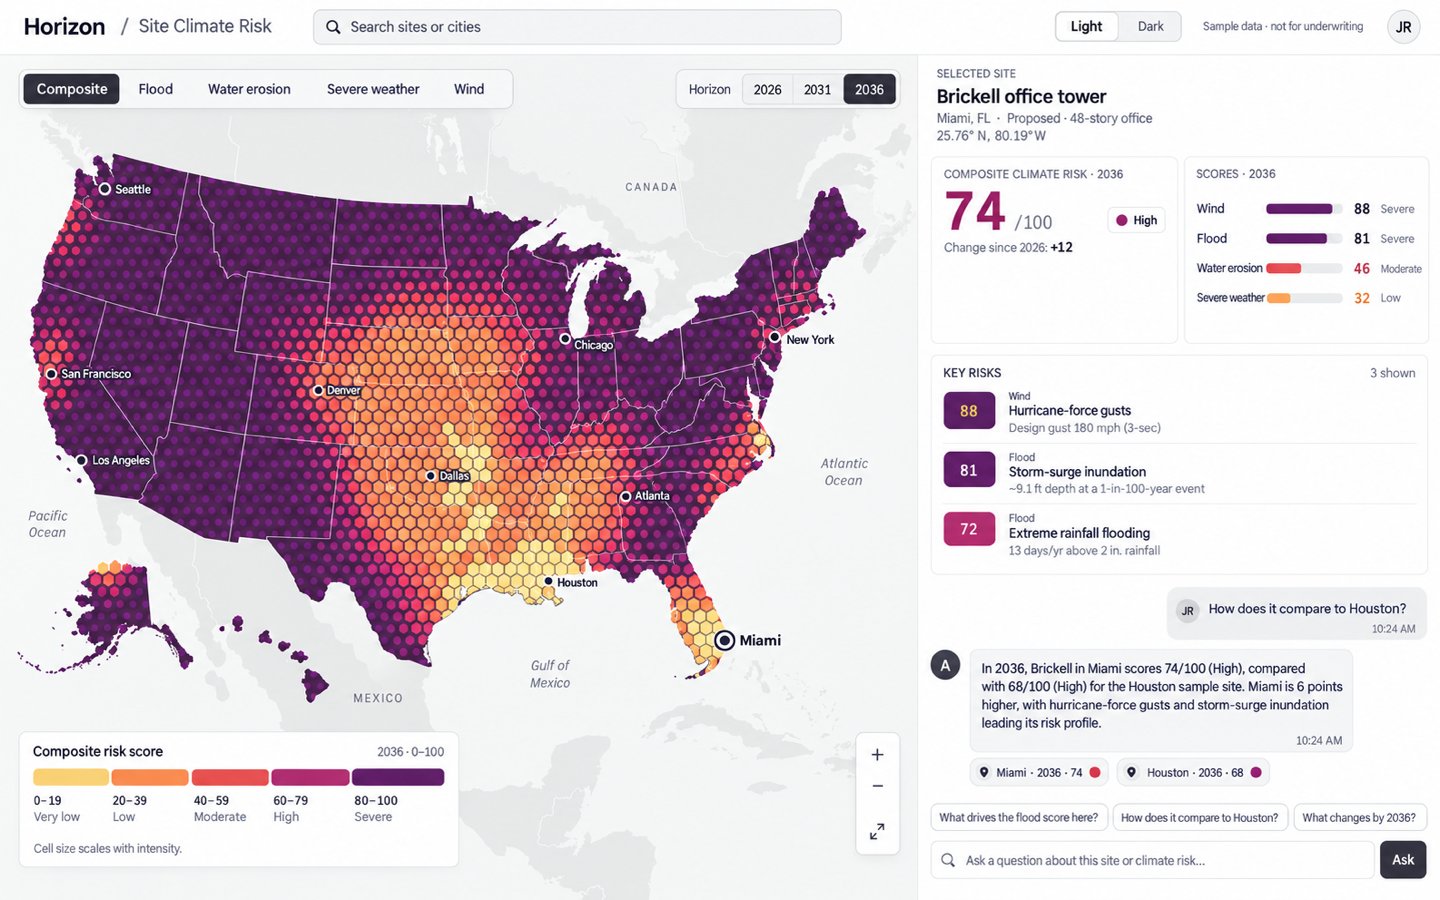 Horizon / Site Climate Risk
Search sites or cities
Light
Dark
Sample data · not for underwriting
JR
Composite
Flood
Water erosion
Severe weather
Wind
Horizon
2026
2031
2036
CANADA
Seattle
Chicago
New York
San Francisco
Denver
Los Angeles
Dallas
Atlanta
Atlantic
Ocean
Pacific
Ocean
Houston
Miami
Gulf of
Mexico
MEXICO
Composite risk score
2036 · 0–100
0–19
Very low
20–39
Low
40–59
Moderate
60–79
High
80–100
Severe
Cell size scales with intensity.
SELECTED SITE
Brickell office tower
Miami, FL · Proposed · 48-story office
25.76° N, 80.19° W
COMPOSITE CLIMATE RISK · 2036
74 /100
High
Change since 2026: +12
SCORES · 2036
Wind 88 Severe
Flood 81 Severe
Water erosion 46 Moderate
Severe weather 32 Low
KEY RISKS
3 shown
88
Wind
Hurricane-force gusts
Design gust 180 mph (3-sec)
81
Flood
Storm-surge inundation
~9.1 ft depth at a 1-in-100-year event
72
Flood
Extreme rainfall flooding
13 days/yr above 2 in. rainfall
JR
How does it compare to Houston?
10:24 AM
A
In 2036, Brickell in Miami scores 74/100 (High), compared
with 68/100 (High) for the Houston sample site. Miami is 6 points
higher, with hurricane-force gusts and storm-surge inundation
leading its risk profile.
10:24 AM
Miami · 2036 · 74
Houston · 2036 · 68
What drives the flood score here?
How does it compare to Houston?
What changes by 2036?
Ask a question about this site or climate risk...
Ask